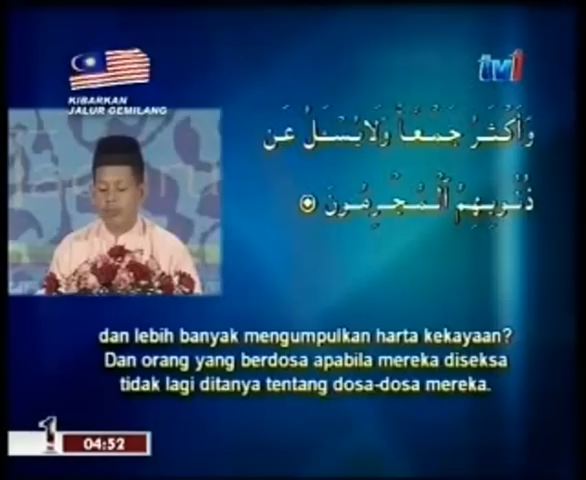 KIBARKAN
JALUR GEMILANG
tv1
وَأَكْثَرُ جَمْعًا وَلَا يُسْـَٔلُ عَن
ذُنُوبِهِمُ ٱلْمُجْرِمُونَ
dan lebih banyak mengumpulkan harta kekayaan?
Dan orang yang berdosa apabila mereka diseksa
tidak lagi ditanya tentang dosa-dosa mereka.
1
04:52